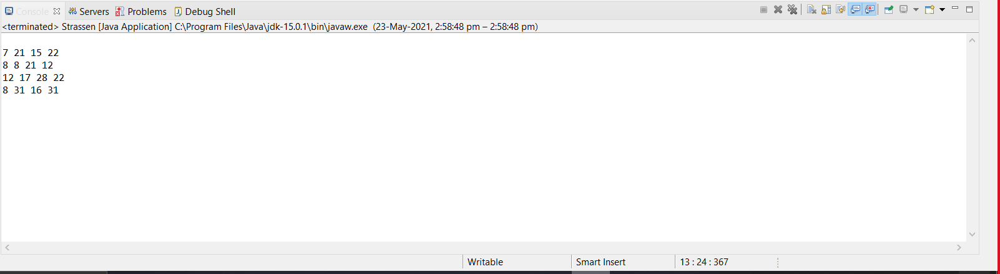 Console Servers Problems Debug Shell
<terminated> Strassen [Java Application] C:\Program Files\Java\jdk-15.0.1\bin\javaw.exe (23-May-2021, 2:58:48 pm – 2:58:48 pm)
7 21 15 22
8 8 21 12
12 17 28 22
8 31 16 31
Writable Smart Insert 13 : 24 : 367